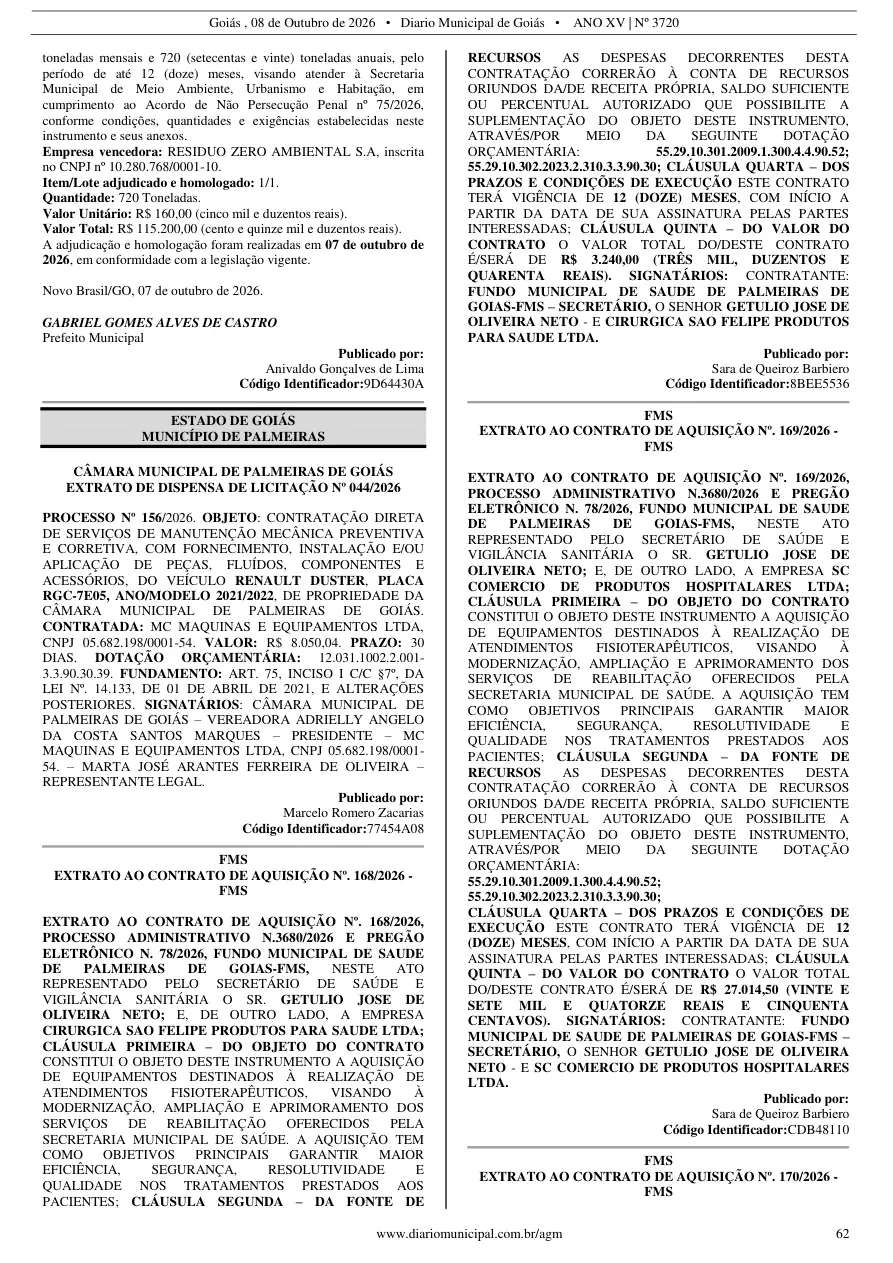 Goiás , 08 de Outubro de 2026 • Diario Municipal de Goiás • ANO XV | Nº 3720
toneladas mensais e 720 (setecentas e vinte) toneladas anuais, pelo
período de até 12 (doze) meses, visando atender à Secretaria
Municipal de Meio Ambiente, Urbanismo e Habitação, em
cumprimento ao Acordo de Não Persecução Penal nº 75/2026,
conforme condições, quantidades e exigências estabelecidas neste
instrumento e seus anexos.
Empresa vencedora: RESIDUO ZERO AMBIENTAL S.A, inscrita
no CNPJ nº 10.280.768/0001-10.
Item/Lote adjudicado e homologado: 1/1.
Quantidade: 720 Toneladas.
Valor Unitário: R$ 160,00 (cinco mil e duzentos reais).
Valor Total: R$ 115.200,00 (cento e quinze mil e duzentos reais).
A adjudicação e homologação foram realizadas em 07 de outubro de
2026, em conformidade com a legislação vigente.
Novo Brasil/GO, 07 de outubro de 2026.
GABRIEL GOMES ALVES DE CASTRO
Prefeito Municipal
Publicado por:
Anivaldo Gonçalves de Lima
Código Identificador:9D64430A
ESTADO DE GOIÁS
MUNICÍPIO DE PALMEIRAS
CÂMARA MUNICIPAL DE PALMEIRAS DE GOIÁS
EXTRATO DE DISPENSA DE LICITAÇÃO Nº 044/2026
PROCESSO Nº 156/2026. OBJETO: CONTRATAÇÃO DIRETA
DE SERVIÇOS DE MANUTENÇÃO MECÂNICA PREVENTIVA
E CORRETIVA, COM FORNECIMENTO, INSTALAÇÃO E/OU
APLICAÇÃO DE PEÇAS, FLUÍDOS, COMPONENTES E
ACESSÓRIOS, DO VEÍCULO RENAULT DUSTER, PLACA
RGC-7E05, ANO/MODELO 2021/2022, DE PROPRIEDADE DA
CÂMARA MUNICIPAL DE PALMEIRAS DE GOIÁS.
CONTRATADA: MC MAQUINAS E EQUIPAMENTOS LTDA,
CNPJ 05.682.198/0001-54. VALOR: R$ 8.050,04. PRAZO: 30
DIAS. DOTAÇÃO ORÇAMENTÁRIA: 12.031.1002.2.001-
3.3.90.30.39. FUNDAMENTO: ART. 75, INCISO I C/C §7º, DA
LEI Nº. 14.133, DE 01 DE ABRIL DE 2021, E ALTERAÇÕES
POSTERIORES. SIGNATÁRIOS: CÂMARA MUNICIPAL DE
PALMEIRAS DE GOIÁS – VEREADORA ADRIELLY ANGELO
DA COSTA SANTOS MARQUES – PRESIDENTE – MC
MAQUINAS E EQUIPAMENTOS LTDA, CNPJ 05.682.198/0001-
54. – MARTA JOSÉ ARANTES FERREIRA DE OLIVEIRA –
REPRESENTANTE LEGAL.
Publicado por:
Marcelo Romero Zacarias
Código Identificador:77454A08
FMS
EXTRATO AO CONTRATO DE AQUISIÇÃO Nº. 168/2026 -
FMS
EXTRATO AO CONTRATO DE AQUISIÇÃO Nº. 168/2026,
PROCESSO ADMINISTRATIVO N.3680/2026 E PREGÃO
ELETRÔNICO N. 78/2026, FUNDO MUNICIPAL DE SAUDE
DE PALMEIRAS DE GOIAS-FMS, NESTE ATO
REPRESENTADO PELO SECRETÁRIO DE SAÚDE E
VIGILÂNCIA SANITÁRIA O SR. GETULIO JOSE DE
OLIVEIRA NETO; E, DE OUTRO LADO, A EMPRESA
CIRURGICA SAO FELIPE PRODUTOS PARA SAUDE LTDA;
CLÁUSULA PRIMEIRA – DO OBJETO DO CONTRATO
CONSTITUI O OBJETO DESTE INSTRUMENTO A AQUISIÇÃO
DE EQUIPAMENTOS DESTINADOS À REALIZAÇÃO DE
ATENDIMENTOS FISIOTERAPÊUTICOS, VISANDO À
MODERNIZAÇÃO, AMPLIAÇÃO E APRIMORAMENTO DOS
SERVIÇOS DE REABILITAÇÃO OFERECIDOS PELA
SECRETARIA MUNICIPAL DE SAÚDE. A AQUISIÇÃO TEM
COMO OBJETIVOS PRINCIPAIS GARANTIR MAIOR
EFICIÊNCIA, SEGURANÇA, RESOLUTIVIDADE E
QUALIDADE NOS TRATAMENTOS PRESTADOS AOS
PACIENTES; CLÁUSULA SEGUNDA – DA FONTE DE
RECURSOS AS DESPESAS DECORRENTES DESTA
CONTRATAÇÃO CORRERÃO À CONTA DE RECURSOS
ORIUNDOS DA/DE RECEITA PRÓPRIA, SALDO SUFICIENTE
OU PERCENTUAL AUTORIZADO QUE POSSIBILITE A
SUPLEMENTAÇÃO DO OBJETO DESTE INSTRUMENTO,
ATRAVÉS/POR MEIO DA SEGUINTE DOTAÇÃO
ORÇAMENTÁRIA: 55.29.10.301.2009.1.300.4.4.90.52;
55.29.10.302.2023.2.310.3.3.90.30; CLÁUSULA QUARTA – DOS
PRAZOS E CONDIÇÕES DE EXECUÇÃO ESTE CONTRATO
TERÁ VIGÊNCIA DE 12 (DOZE) MESES, COM INÍCIO A
PARTIR DA DATA DE SUA ASSINATURA PELAS PARTES
INTERESSADAS; CLÁUSULA QUINTA – DO VALOR DO
CONTRATO O VALOR TOTAL DO/DESTE CONTRATO
É/SERÁ DE R$ 3.240,00 (TRÊS MIL, DUZENTOS E
QUARENTA REAIS). SIGNATÁRIOS: CONTRATANTE:
FUNDO MUNICIPAL DE SAUDE DE PALMEIRAS DE
GOIAS-FMS – SECRETÁRIO, O SENHOR GETULIO JOSE DE
OLIVEIRA NETO - E CIRURGICA SAO FELIPE PRODUTOS
PARA SAUDE LTDA.
Publicado por:
Sara de Queiroz Barbiero
Código Identificador:8BEE5536
FMS
EXTRATO AO CONTRATO DE AQUISIÇÃO Nº. 169/2026 -
FMS
EXTRATO AO CONTRATO DE AQUISIÇÃO Nº. 169/2026,
PROCESSO ADMINISTRATIVO N.3680/2026 E PREGÃO
ELETRÔNICO N. 78/2026, FUNDO MUNICIPAL DE SAUDE
DE PALMEIRAS DE GOIAS-FMS, NESTE ATO
REPRESENTADO PELO SECRETÁRIO DE SAÚDE E
VIGILÂNCIA SANITÁRIA O SR. GETULIO JOSE DE
OLIVEIRA NETO; E, DE OUTRO LADO, A EMPRESA SC
COMERCIO DE PRODUTOS HOSPITALARES LTDA;
CLÁUSULA PRIMEIRA – DO OBJETO DO CONTRATO
CONSTITUI O OBJETO DESTE INSTRUMENTO A AQUISIÇÃO
DE EQUIPAMENTOS DESTINADOS À REALIZAÇÃO DE
ATENDIMENTOS FISIOTERAPÊUTICOS, VISANDO À
MODERNIZAÇÃO, AMPLIAÇÃO E APRIMORAMENTO DOS
SERVIÇOS DE REABILITAÇÃO OFERECIDOS PELA
SECRETARIA MUNICIPAL DE SAÚDE. A AQUISIÇÃO TEM
COMO OBJETIVOS PRINCIPAIS GARANTIR MAIOR
EFICIÊNCIA, SEGURANÇA, RESOLUTIVIDADE E
QUALIDADE NOS TRATAMENTOS PRESTADOS AOS
PACIENTES; CLÁUSULA SEGUNDA – DA FONTE DE
RECURSOS AS DESPESAS DECORRENTES DESTA
CONTRATAÇÃO CORRERÃO À CONTA DE RECURSOS
ORIUNDOS DA/DE RECEITA PRÓPRIA, SALDO SUFICIENTE
OU PERCENTUAL AUTORIZADO QUE POSSIBILITE A
SUPLEMENTAÇÃO DO OBJETO DESTE INSTRUMENTO,
ATRAVÉS/POR MEIO DA SEGUINTE DOTAÇÃO
ORÇAMENTÁRIA:
55.29.10.301.2009.1.300.4.4.90.52;
55.29.10.302.2023.2.310.3.3.90.30;
CLÁUSULA QUARTA – DOS PRAZOS E CONDIÇÕES DE
EXECUÇÃO ESTE CONTRATO TERÁ VIGÊNCIA DE 12
(DOZE) MESES, COM INÍCIO A PARTIR DA DATA DE SUA
ASSINATURA PELAS PARTES INTERESSADAS; CLÁUSULA
QUINTA – DO VALOR DO CONTRATO O VALOR TOTAL
DO/DESTE CONTRATO É/SERÁ DE R$ 27.014,50 (VINTE E
SETE MIL E QUATORZE REAIS E CINQUENTA
CENTAVOS). SIGNATÁRIOS: CONTRATANTE: FUNDO
MUNICIPAL DE SAUDE DE PALMEIRAS DE GOIAS-FMS –
SECRETÁRIO, O SENHOR GETULIO JOSE DE OLIVEIRA
NETO - E SC COMERCIO DE PRODUTOS HOSPITALARES
LTDA.
Publicado por:
Sara de Queiroz Barbiero
Código Identificador:CDB48110
FMS
EXTRATO AO CONTRATO DE AQUISIÇÃO Nº. 170/2026 -
FMS
www.diariomunicipal.com.br/agm 62